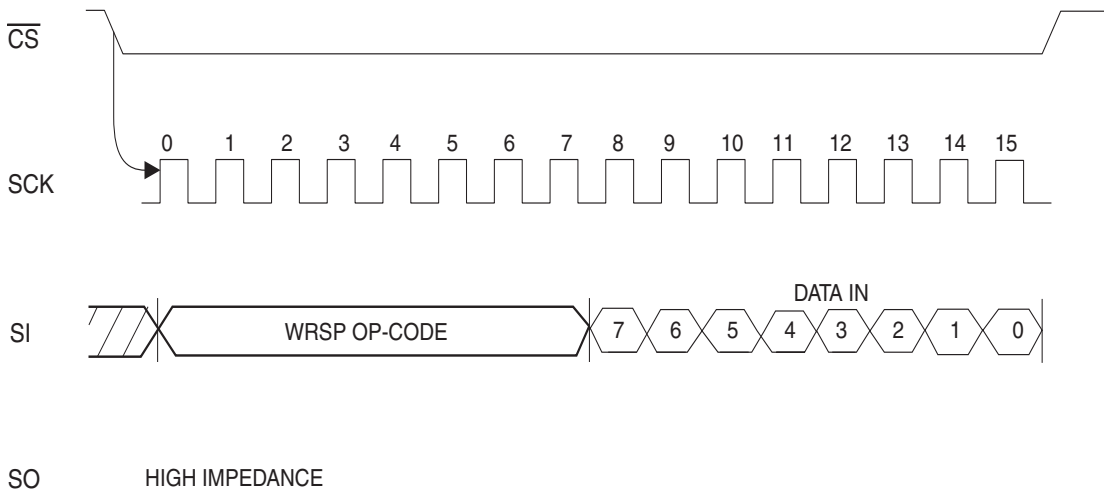 CS
0 1 2 3 4 5 6 7 8 9 10 11 12 13 14 15
SCK
DATA IN
SI WRSP OP-CODE 7 6 5 4 3 2 1 0
SO HIGH IMPEDANCE